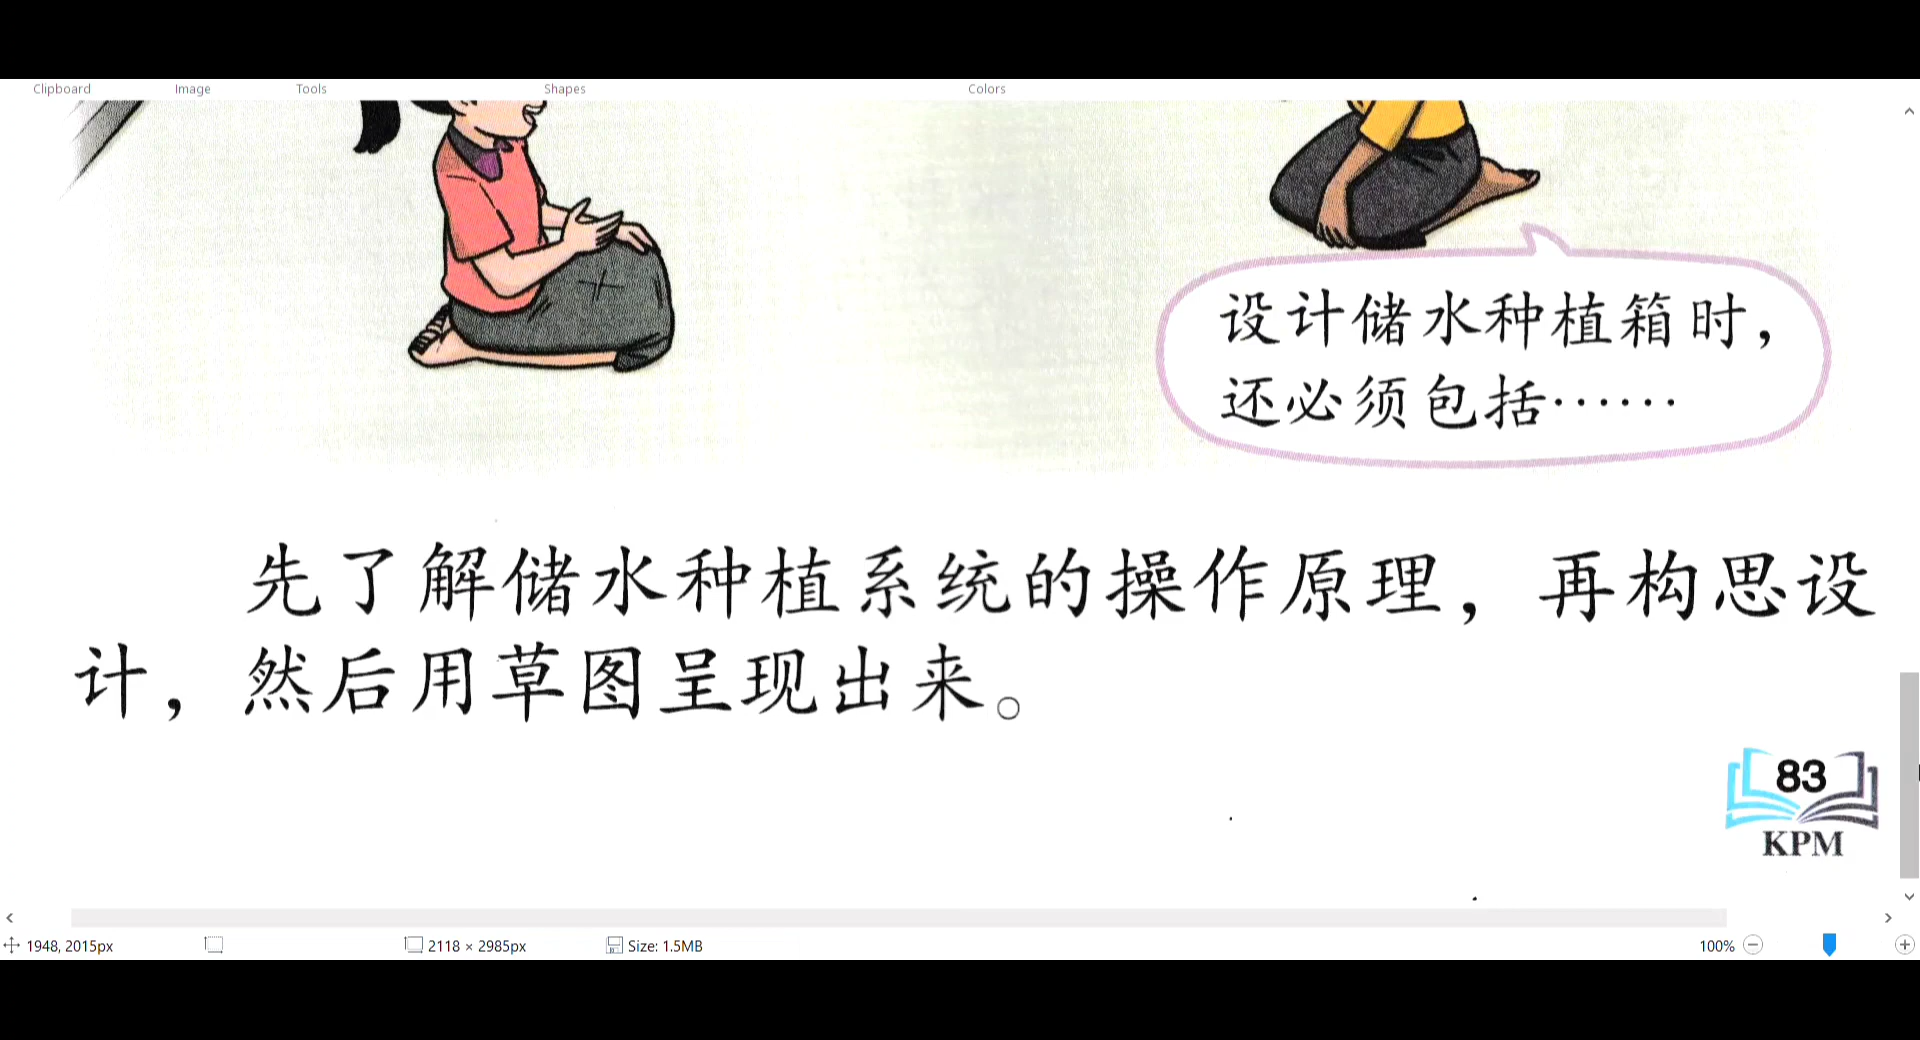 Clipboard Image Tools Shapes Colors
设计储水种植箱时，
还必须包括……
先了解储水种植系统的操作原理，再构思设
计，然后用草图呈现出来。
83
KPM
1948, 2015px 2118 × 2985px Size: 1.5MB 100%